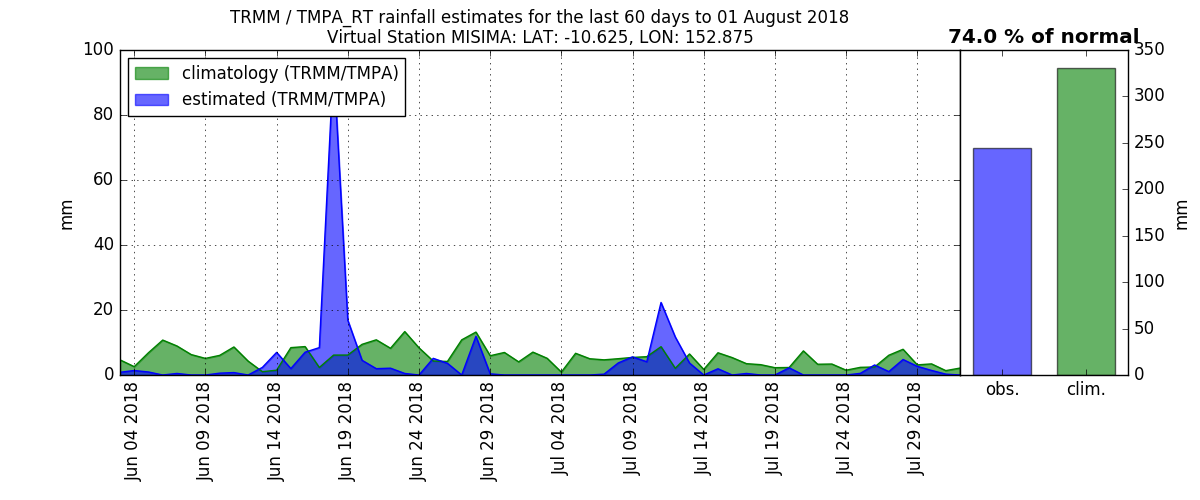 TRMM / TMPA_RT rainfall estimates for the last 60 days to 01 August 2018
Virtual Station MISIMA: LAT: -10.625, LON: 152.875
74.0 % of normal
climatology (TRMM/TMPA)
estimated (TRMM/TMPA)
100
80
60
40
20
0
mm
350
300
250
200
150
100
50
0
mm
Jun 04 2018
Jun 09 2018
Jun 14 2018
Jun 19 2018
Jun 24 2018
Jun 29 2018
Jul 04 2018
Jul 09 2018
Jul 14 2018
Jul 19 2018
Jul 24 2018
Jul 29 2018
obs.
clim.